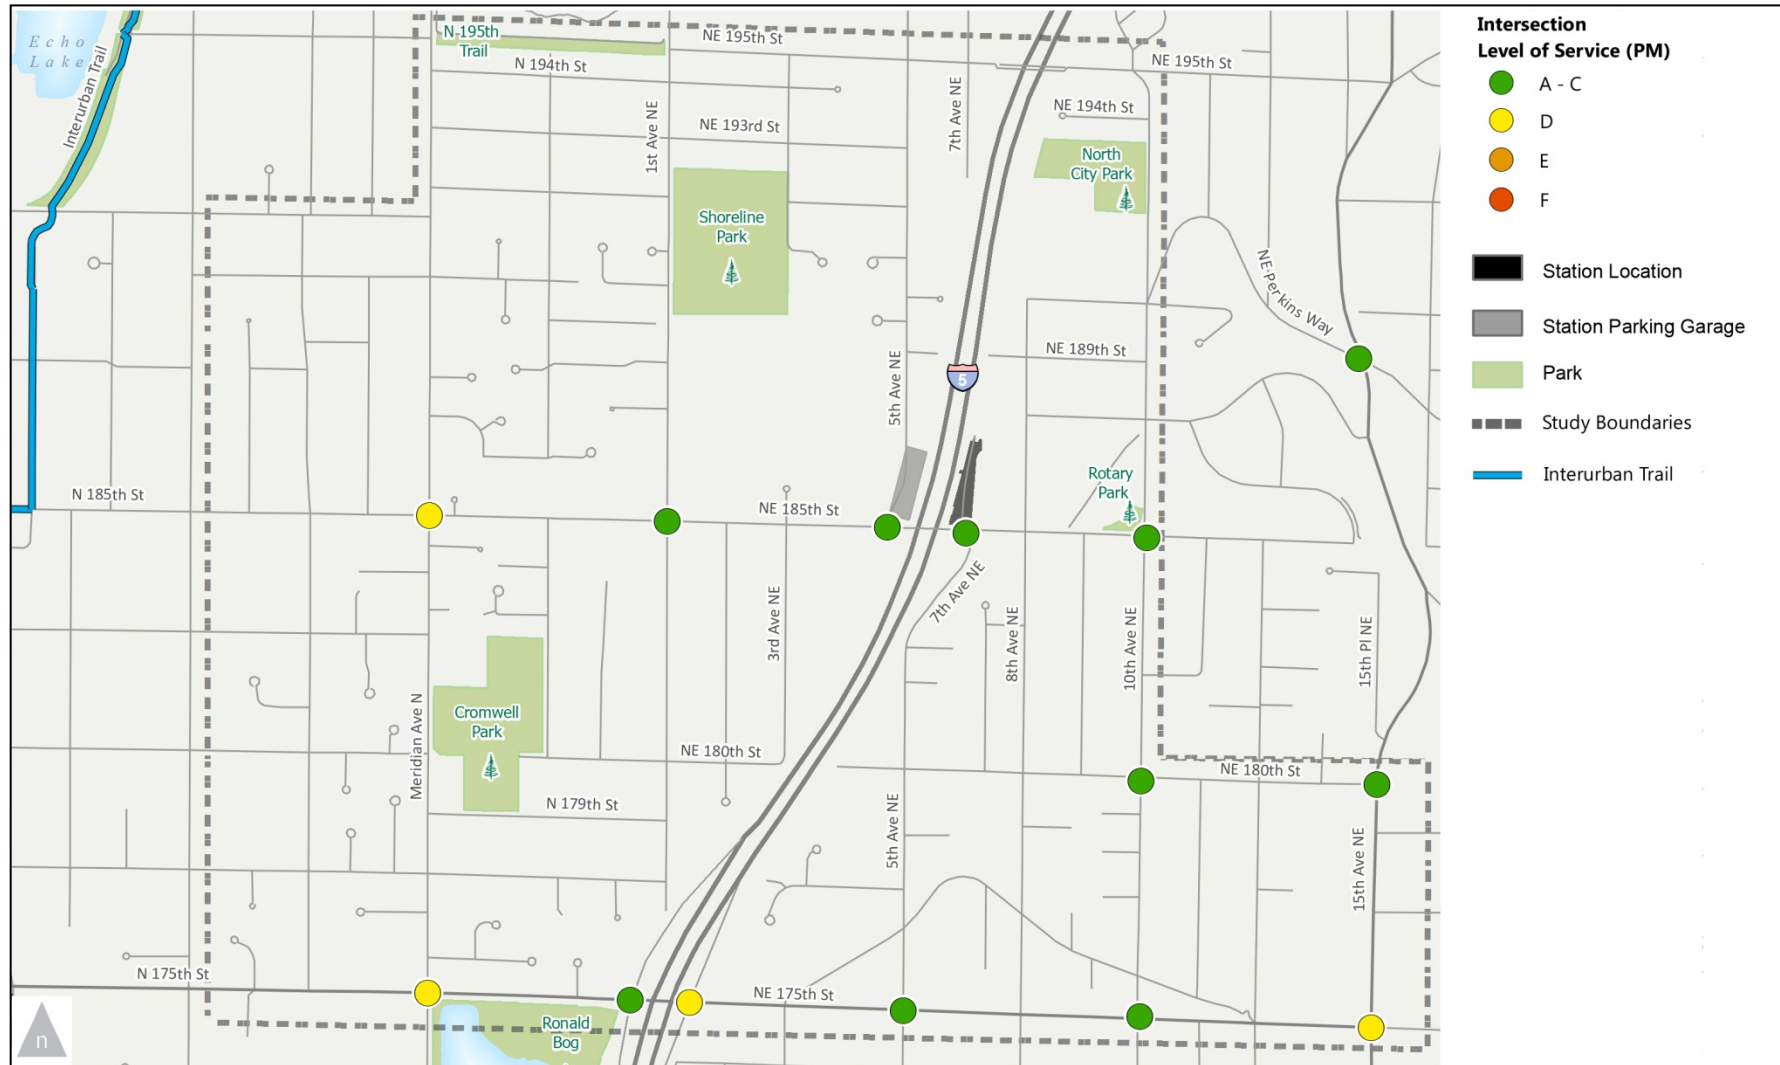 Echo
Lake
Interurban Trail
N 195th
Trail
NE 195th St
N 194th St
NE 195th St
7th Ave NE
NE 194th St
1st Ave NE
NE 193rd St
North
City Park
Shoreline
Park
NE Perkins Way
NE 189th St
5
5th Ave NE
Rotary
Park
N 185th St
NE 185th St
7th Ave NE
3rd Ave NE
8th Ave NE
10th Ave NE
15th Pl NE
Meridian Ave N
Cromwell
Park
NE 180th St
NE 180th St
N 179th St
5th Ave NE
15th Ave NE
N 175th St
NE 175th St
Ronald
Bog
n
Intersection
Level of Service (PM)
A - C
D
E
F
Station Location
Station Parking Garage
Park
Study Boundaries
Interurban Trail